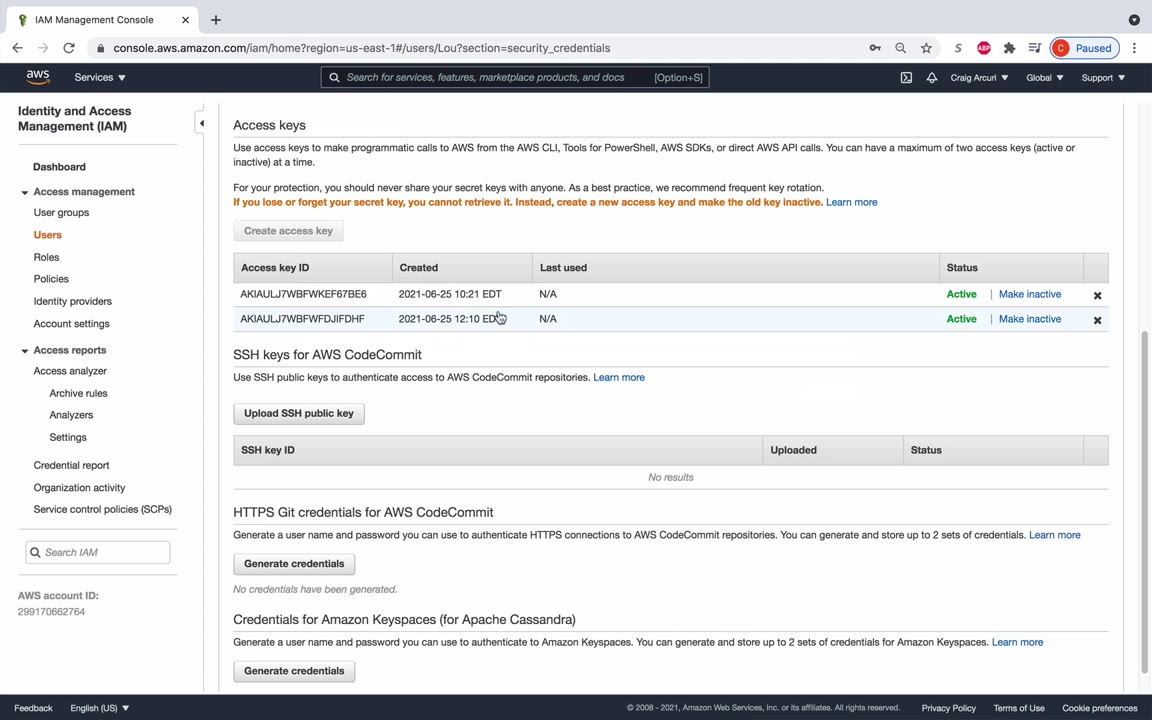 IAM Management Console
console.aws.amazon.com/iam/home?region=us-east-1#/users/Lou?section=security_credentials
S
ABP
C
Paused
aws
Services
Search for services, features, marketplace products, and docs
[Option+S]
Craig Arcuri
Global
Support
Identity and Access
Management (IAM)
Dashboard
Access management
User groups
Users
Roles
Policies
Identity providers
Account settings
Access reports
Access analyzer
Archive rules
Analyzers
Settings
Credential report
Organization activity
Service control policies (SCPs)
Search IAM
AWS account ID:
299170662764
Access keys
Use access keys to make programmatic calls to AWS from the AWS CLI, Tools for PowerShell, AWS SDKs, or direct AWS API calls. You can have a maximum of two access keys (active or
inactive) at a time.
For your protection, you should never share your secret keys with anyone. As a best practice, we recommend frequent key rotation.
If you lose or forget your secret key, you cannot retrieve it. Instead, create a new access key and make the old key inactive. Learn more
Create access key
Access key ID Created Last used Status
AKIAULJ7WBFWKEF67BE6 2021-06-25 10:21 EDT N/A Active | Make inactive
AKIAULJ7WBFWFDJIFDHF 2021-06-25 12:10 N/A Active | Make inactive
SSH keys for AWS CodeCommit
Use SSH public keys to authenticate access to AWS CodeCommit repositories. Learn more
Upload SSH public key
SSH key ID Uploaded Status
No results
HTTPS Git credentials for AWS CodeCommit
Generate a user name and password you can use to authenticate HTTPS connections to AWS CodeCommit repositories. You can generate and store up to 2 sets of credentials. Learn more
Generate credentials
No credentials have been generated.
Credentials for Amazon Keyspaces (for Apache Cassandra)
Generate a user name and password you can use to authenticate to Amazon Keyspaces. You can generate and store up to 2 sets of credentials for Amazon Keyspaces. Learn more
Generate credentials
Feedback
English (US)
© 2008 - 2021, Amazon Web Services, Inc. or its affiliates. All rights reserved.
Privacy Policy
Terms of Use
Cookie preferences